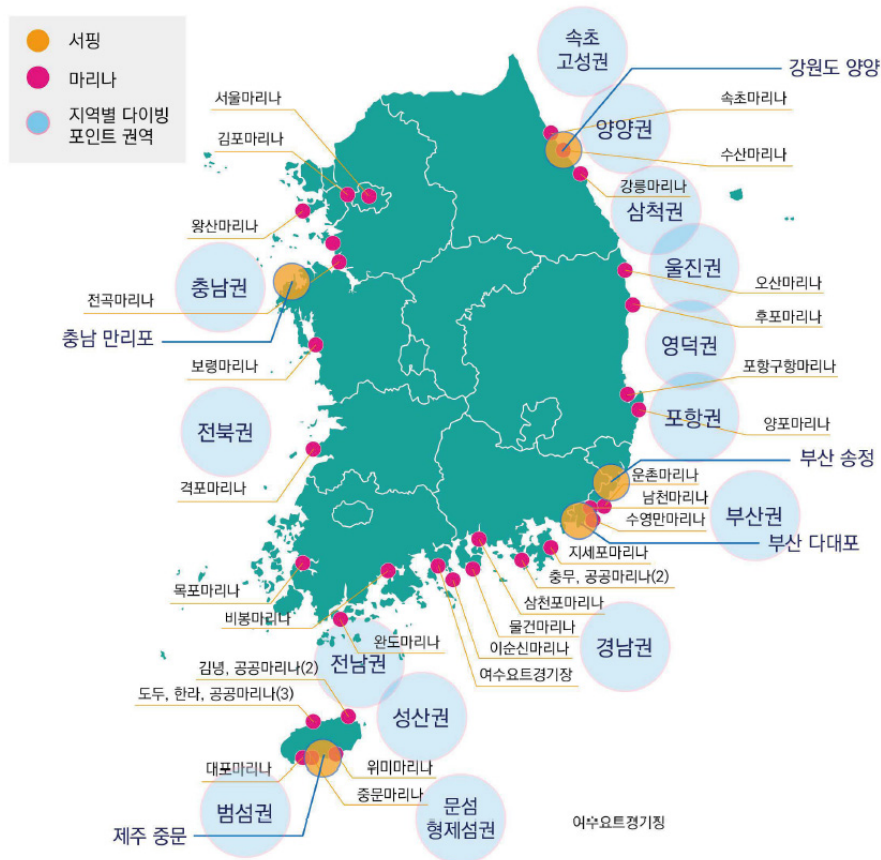 서핑
마리나
지역별 다이빙
포인트 권역
속초
고성권
강원도 양양
서울마리나
속초마리나
김포마리나
양양권
수산마리나
강릉마리나
왕산마리나
삼척권
울진권
충남권
오산마리나
전곡마리나
후포마리나
충남 만리포
영덕권
보령마리나
포항구항마리나
포항권
전북권
양포마리나
부산 송정
운촌마리나
격포마리나
남천마리나
부산권
수영만마리나
부산 다대포
지세포마리나
충무, 공공마리나(2)
목포마리나
삼천포마리나
비봉마리나
물건마리나
완도마리나
이순신마리나
경남권
전남권
김녕, 공공마리나(2)
여수요트경기장
도두, 한라, 공공마리나(3)
성산권
대포마리나
위미마리나
중문마리나
범섬권
문섬
형제섬권
제주 중문
여수요트경기징